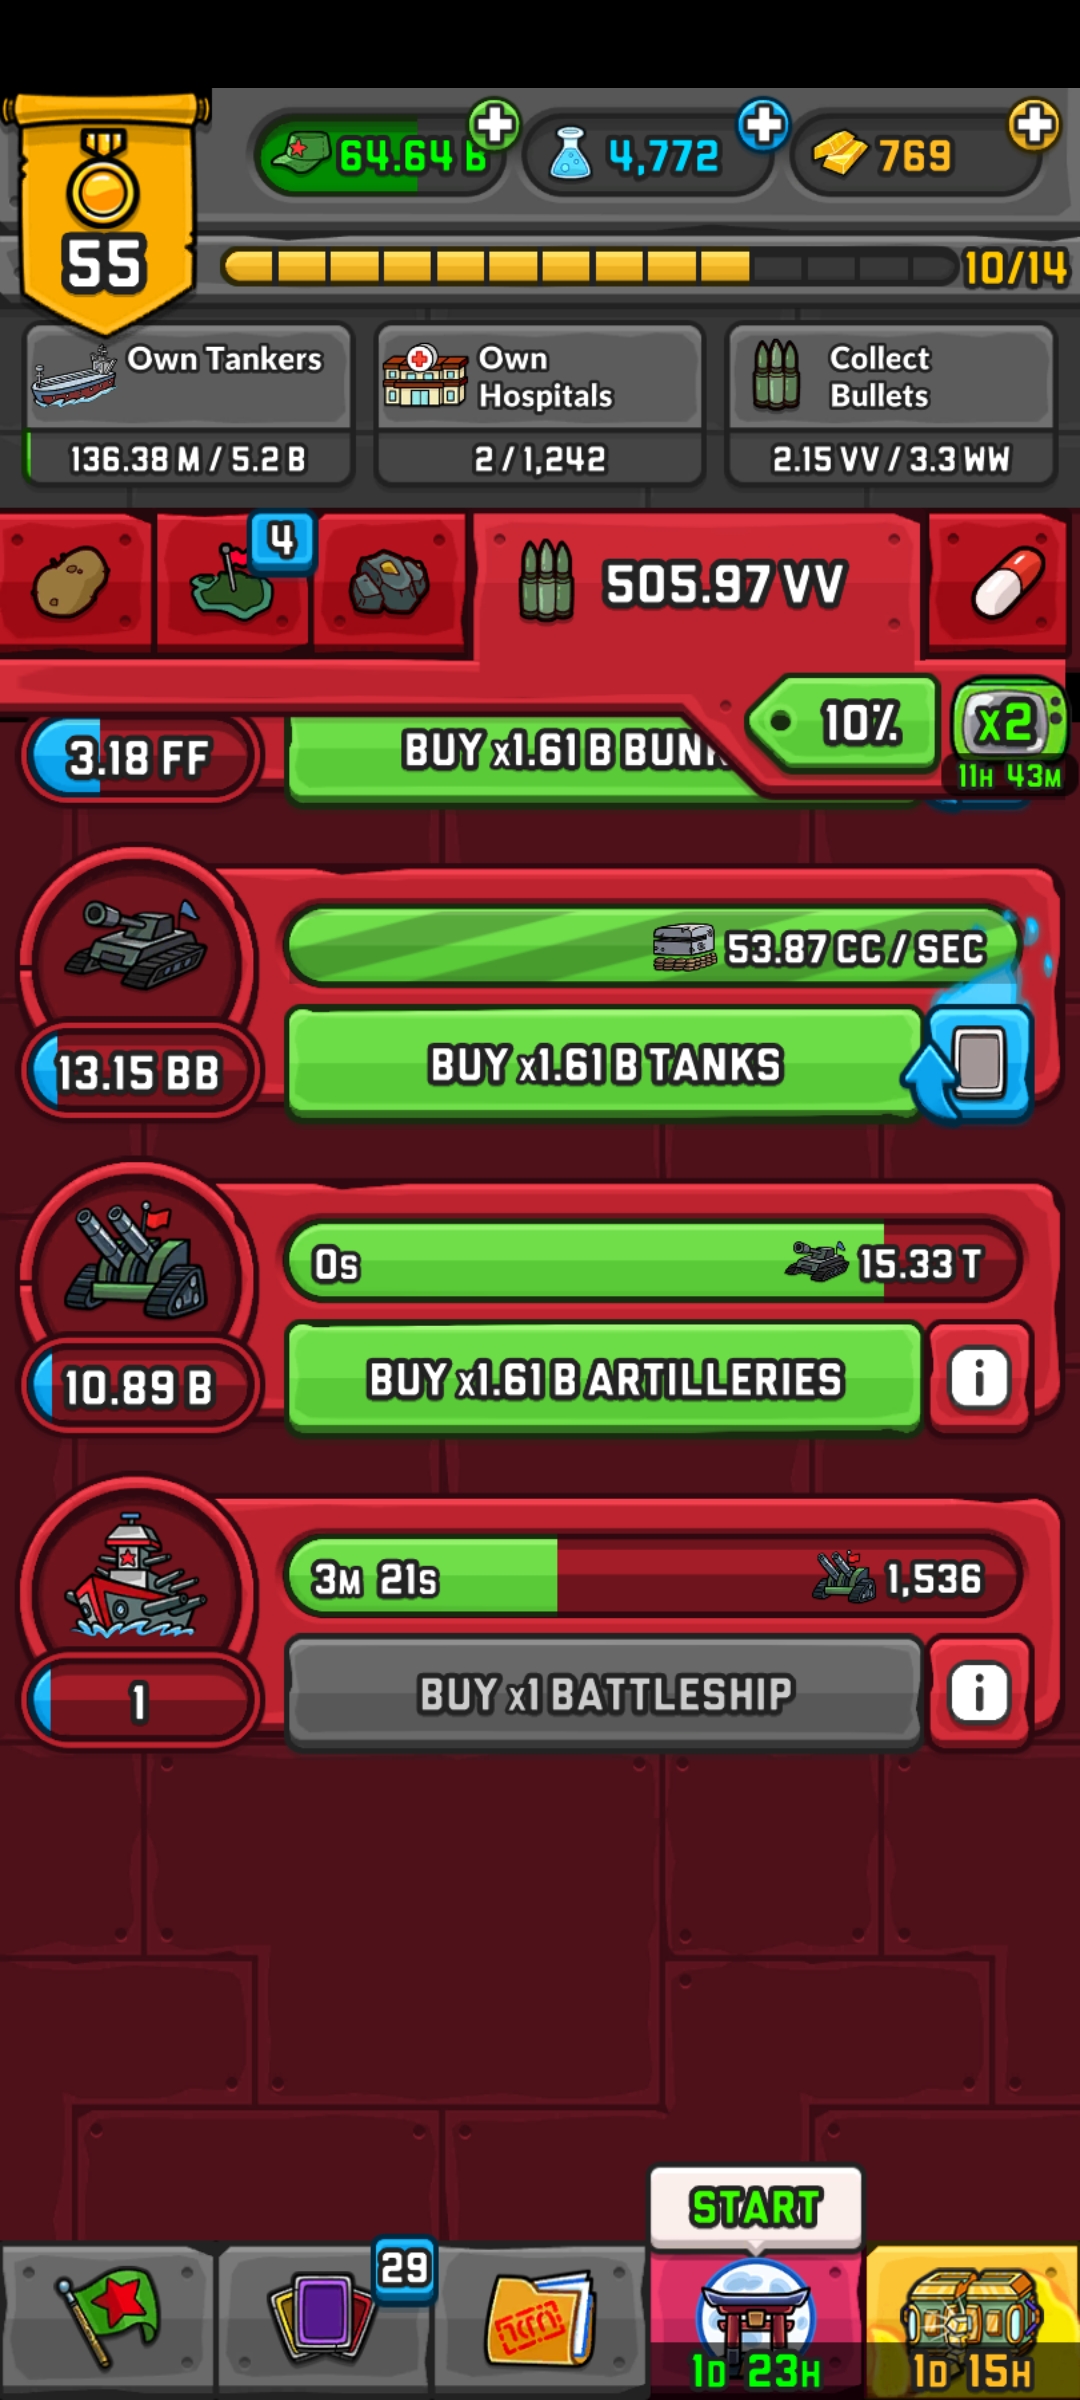 55
64.64 B
4,772
769
10/14
Own Tankers
136.38 M / 5.2 B
Own
Hospitals
2 / 1,242
Collect
Bullets
2.15 VV / 3.3 WW
4
505.97 VV
10%
x2
11H 43M
3.18 FF
BUY x1.61 B BUN
53.87 CC / SEC
13.15 BB
BUY x1.61 B TANKS
0s
15.33 T
10.89 B
BUY x1.61 B ARTILLERIES
i
3M 21s
1,536
1
BUY x1 BATTLESHIP
i
START
29
1D 23H
1D 15H